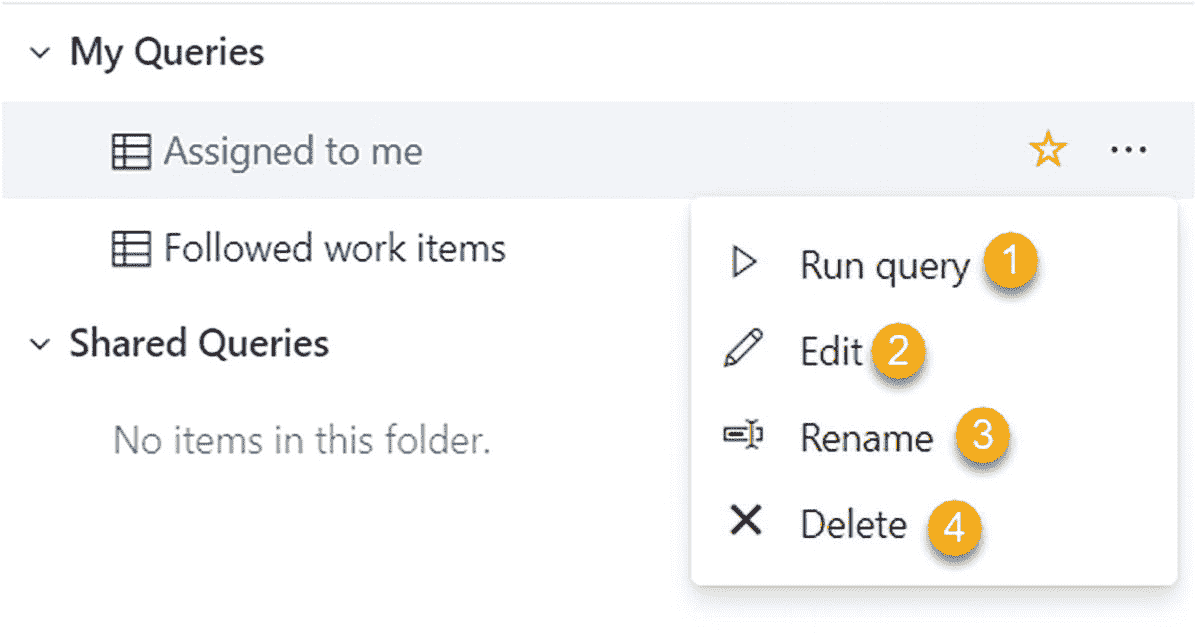 My Queries
Assigned to me
Followed work items
Shared Queries
No items in this folder.
Run query 1
Edit 2
Rename 3
Delete 4